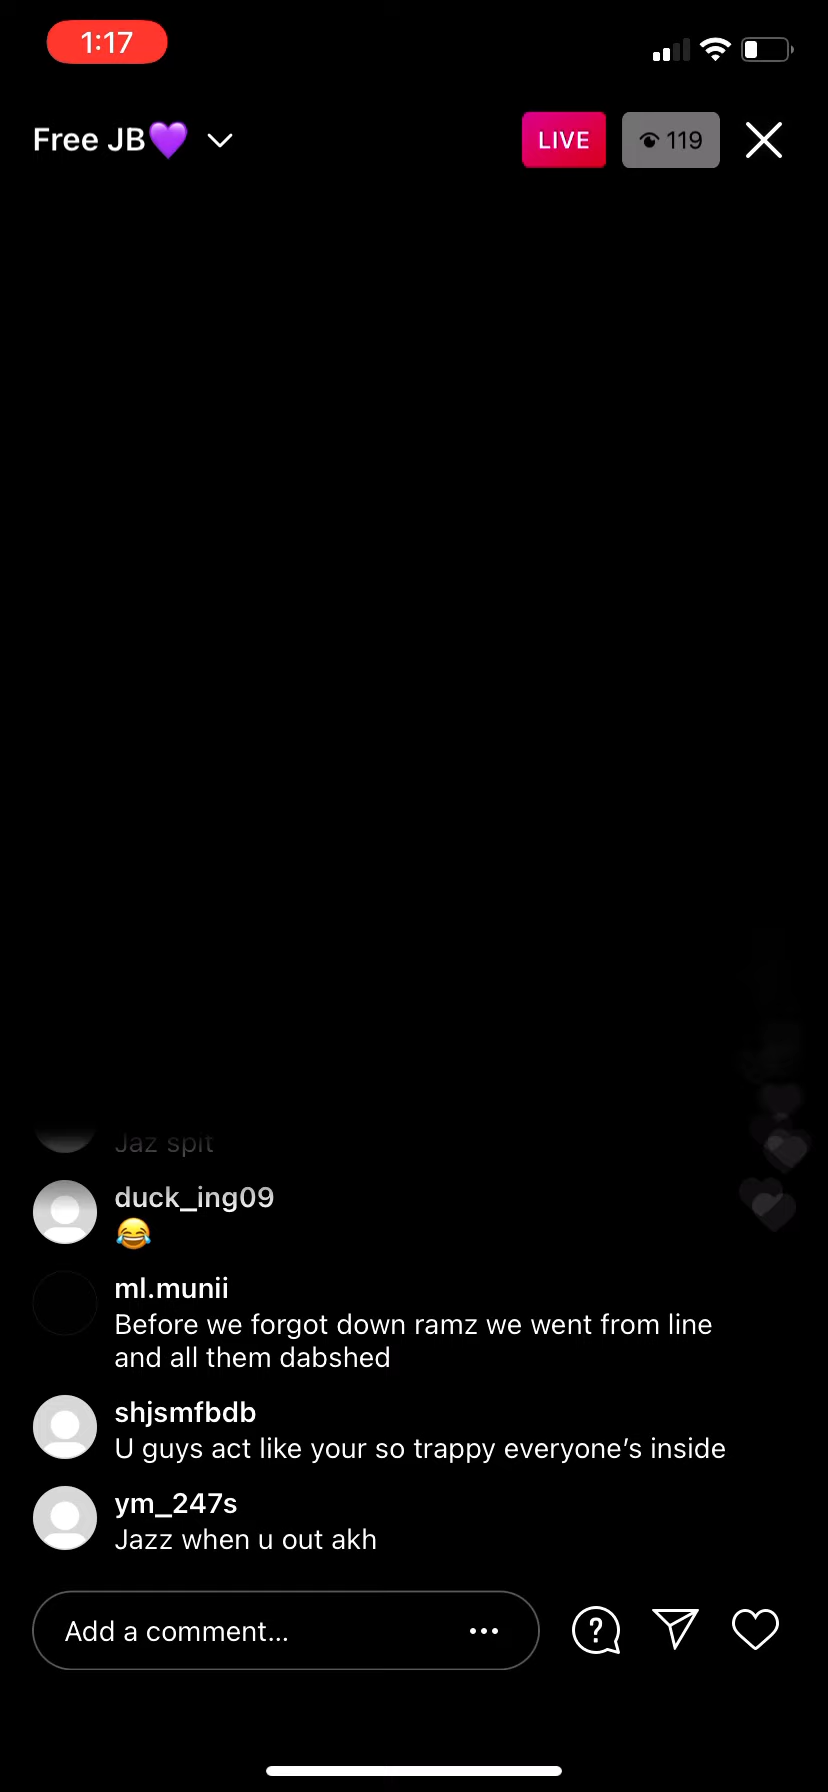 1:17
Free JB💜
LIVE
119
Jaz spit
duck_ing09
😂
ml.munii
Before we forgot down ramz we went from line
and all them dabshed
shjsmfbdb
U guys act like your so trappy everyone’s inside
ym_247s
Jazz when u out akh
Add a comment...